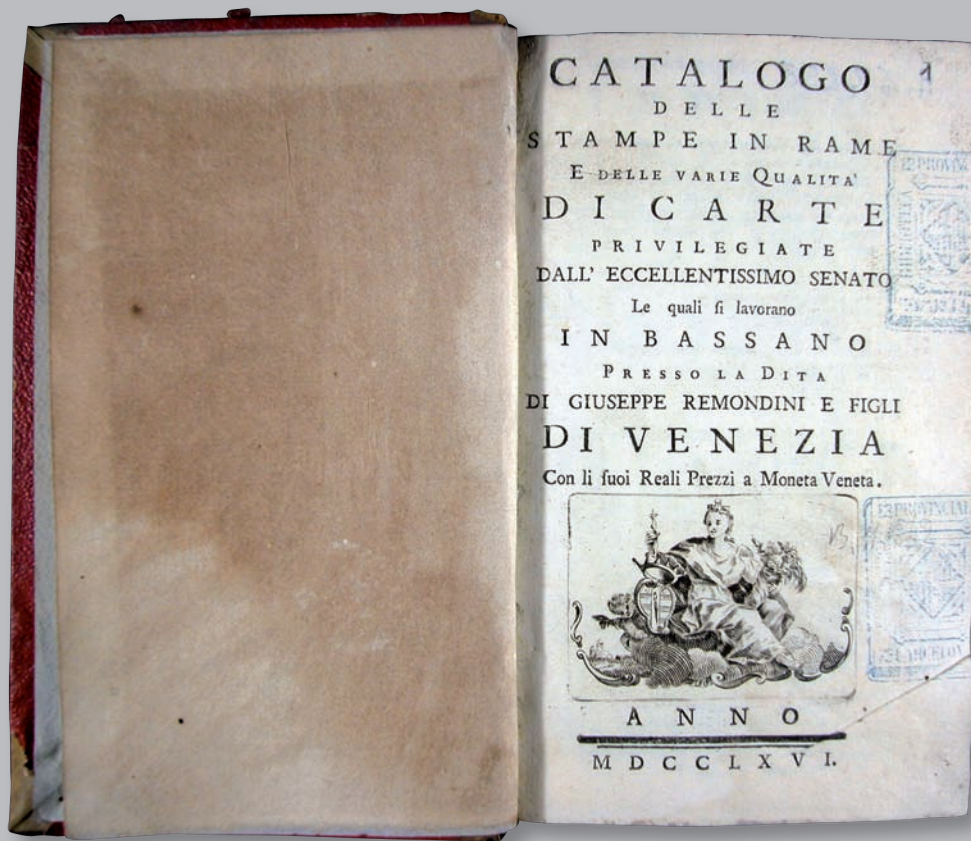 CATALOGO 1
DELLE
STAMPE IN RAME
E DELLE VARIE QUALITA'
DI CARTE
PRIVILEGIATE
DALL' ECCELLENTISSIMO SENATO
Le quali ſi lavorano
IN BASSANO
PRESSO LA DITA
DI GIUSEPPE REMONDINI E FIGLI
DI VENEZIA
Con li ſuoi Reali Prezzi a Moneta Veneta.
ANNO
MDCCLXVI.